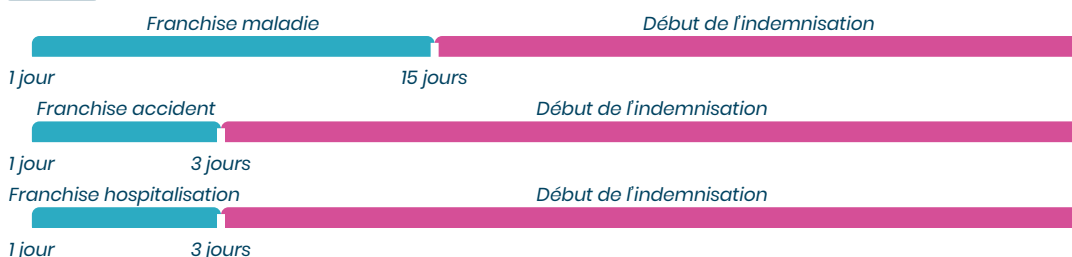 Franchise maladie Début de l'indemnisation
1 jour 15 jours
Franchise accident Début de l'indemnisation
1 jour 3 jours
Franchise hospitalisation Début de l'indemnisation
1 jour 3 jours